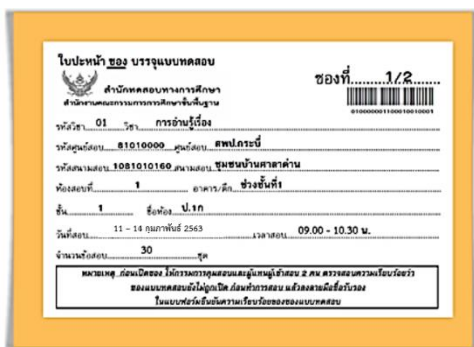 ใบปะหน้า ซอง บรรจุแบบทดสอบ
สำนักทดสอบทางการศึกษา
สำนักงานคณะกรรมการการศึกษาขั้นพื้นฐาน
ซองที่ 1/2
01000000110001001000​1
รหัสวิชา 01 วิชา การอ่านรู้เรื่อง
รหัสศูนย์สอบ 81010000 ศูนย์สอบ สพป.กระบี่
รหัสสนามสอบ 1081010160 สนามสอบ ชุมชนบ้านศาลาด่าน
ห้องสอบที่ 1 อาคาร/ตึก ช่วงชั้นที่1
ชั้น 1 ชื่อห้อง ป.1ก
วันที่สอบ 11 – 14 กุมภาพันธ์ 2563 เวลาสอบ 09.00 - 10.30 น.
จำนวนข้อสอบ 30 ชุด
หมายเหตุ ก่อนเปิดซอง ให้กรรมการคุมสอบและผู้แทนผู้เข้าสอบ 2 คน ตรวจสอบความเรียบร้อยว่า
ซองแบบทดสอบยังไม่ถูกเปิด ก่อนทำการสอบ แล้วลงลายมือชื่อรับรอง
ในแบบฟอร์มยืนยันความเรียบร้อยของซองแบบทดสอบ